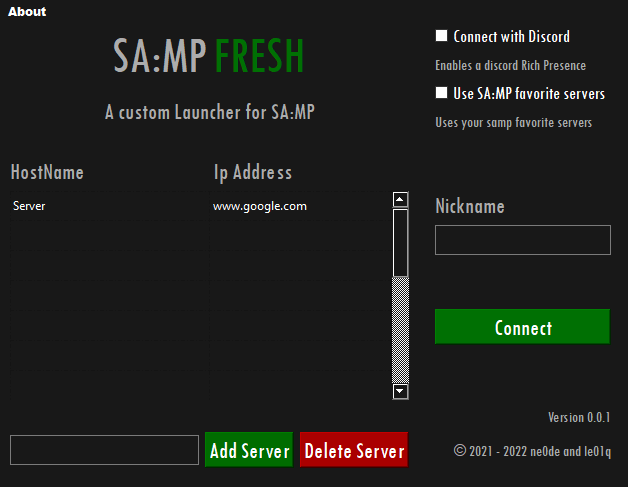 About
SA:MP FRESH
A custom Launcher for SA:MP
Connect with Discord
Enables a discord Rich Presence
Use SA:MP favorite servers
Uses your samp favorite servers
HostName Ip Address
Server www.google.com
Nickname
Connect
Add Server Delete Server
Version 0.0.1
© 2021 - 2022 ne0de and le01q